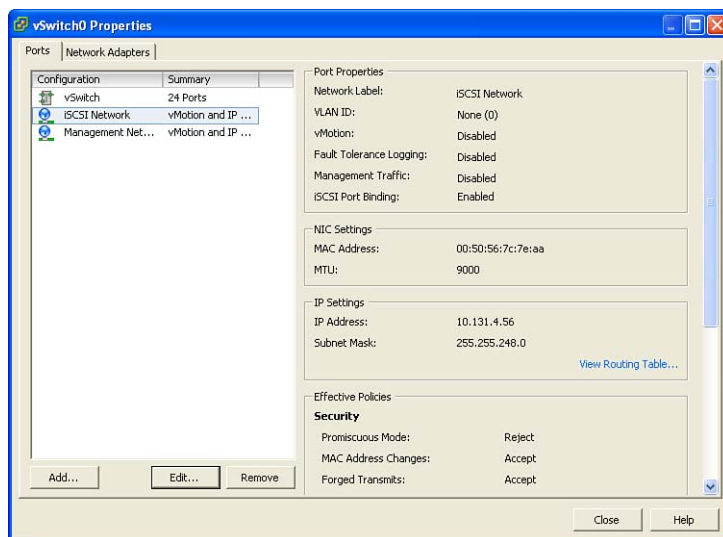 vSwitch0 Properties
Ports Network Adapters
Configuration Summary
vSwitch 24 Ports
iSCSI Network vMotion and IP ...
Management Net... vMotion and IP ...
Add... Edit... Remove
Port Properties
Network Label: iSCSI Network
VLAN ID: None (0)
vMotion: Disabled
Fault Tolerance Logging: Disabled
Management Traffic: Disabled
iSCSI Port Binding: Enabled
NIC Settings
MAC Address: 00:50:56:7c:7e:aa
MTU: 9000
IP Settings
IP Address: 10.131.4.56
Subnet Mask: 255.255.248.0
View Routing Table...
Effective Policies
Security
Promiscuous Mode: Reject
MAC Address Changes: Accept
Forged Transmits: Accept
Close Help